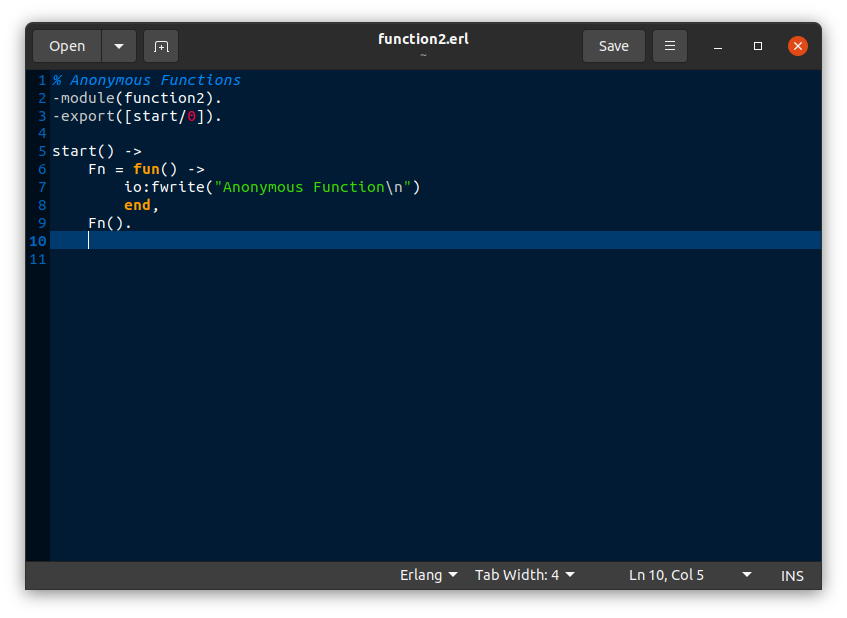 Open
function2.erl
~
Save
1 % Anonymous Functions
2 -module(function2).
3 -export([start/0]).
4
5 start() ->
6     Fn = fun() ->
7         io:fwrite("Anonymous Function\n")
8         end,
9     Fn().
10
11
Erlang Tab Width: 4 Ln 10, Col 5 INS